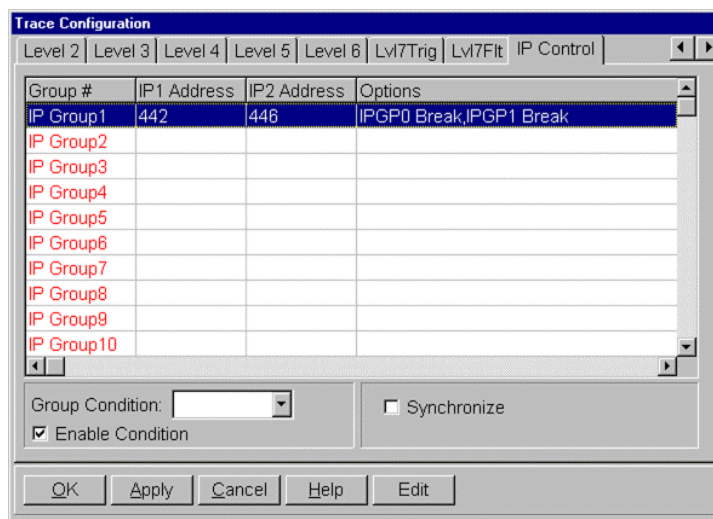 Trace Configuration
Level 2 Level 3 Level 4 Level 5 Level 6 Lvl7Trig Lvl7Flt IP Control
Group # IP1 Address IP2 Address Options
IP Group1 442 446 IPGP0 Break,IPGP1 Break
IP Group2
IP Group3
IP Group4
IP Group5
IP Group6
IP Group7
IP Group8
IP Group9
IP Group10
Group Condition:
Synchronize
Enable Condition
OK Apply Cancel Help Edit